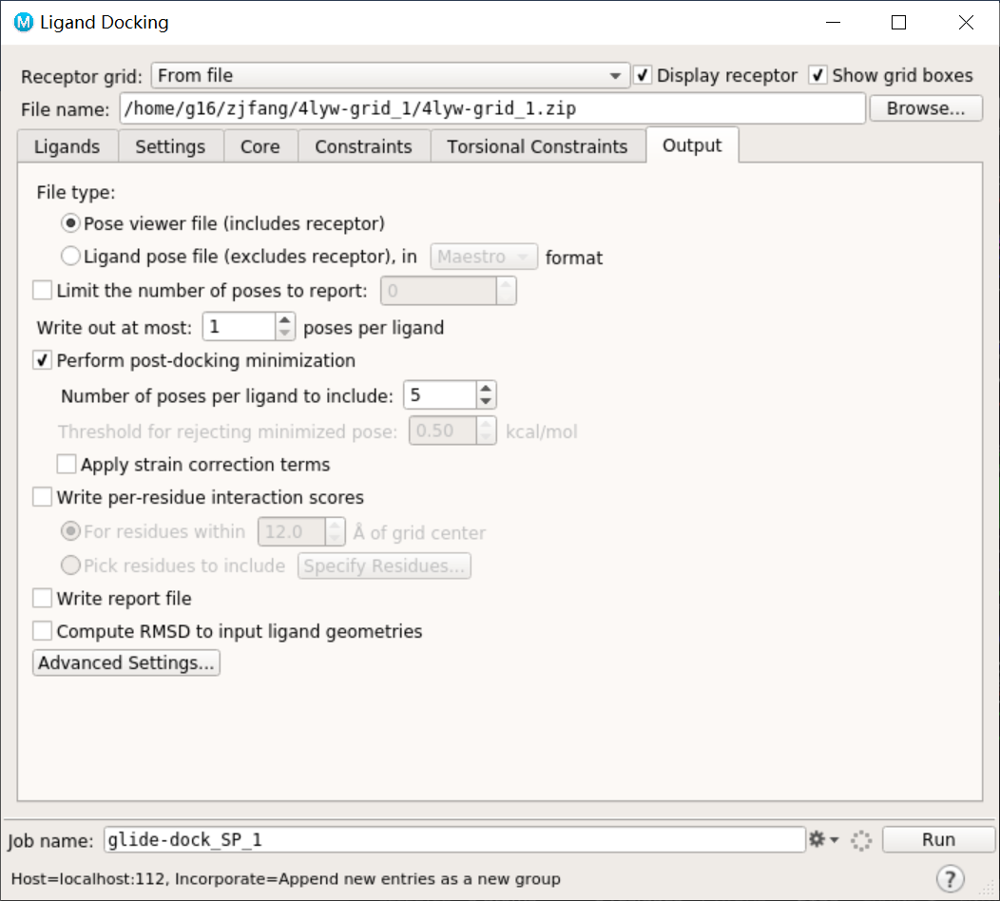 M Ligand Docking
Receptor grid: From file Display receptor Show grid boxes
File name: /home/g16/zjfang/4lyw-grid_1/4lyw-grid_1.zip Browse...
Ligands Settings Core Constraints Torsional Constraints Output
File type:
Pose viewer file (includes receptor)
Ligand pose file (excludes receptor), in Maestro format
Limit the number of poses to report: 0
Write out at most: 1 poses per ligand
Perform post-docking minimization
Number of poses per ligand to include: 5
Threshold for rejecting minimized pose: 0.50 kcal/mol
Apply strain correction terms
Write per-residue interaction scores
For residues within 12.0 Å of grid center
Pick residues to include Specify Residues...
Write report file
Compute RMSD to input ligand geometries
Advanced Settings...
Job name: glide-dock_SP_1 Run
Host=localhost:112, Incorporate=Append new entries as a new group ?